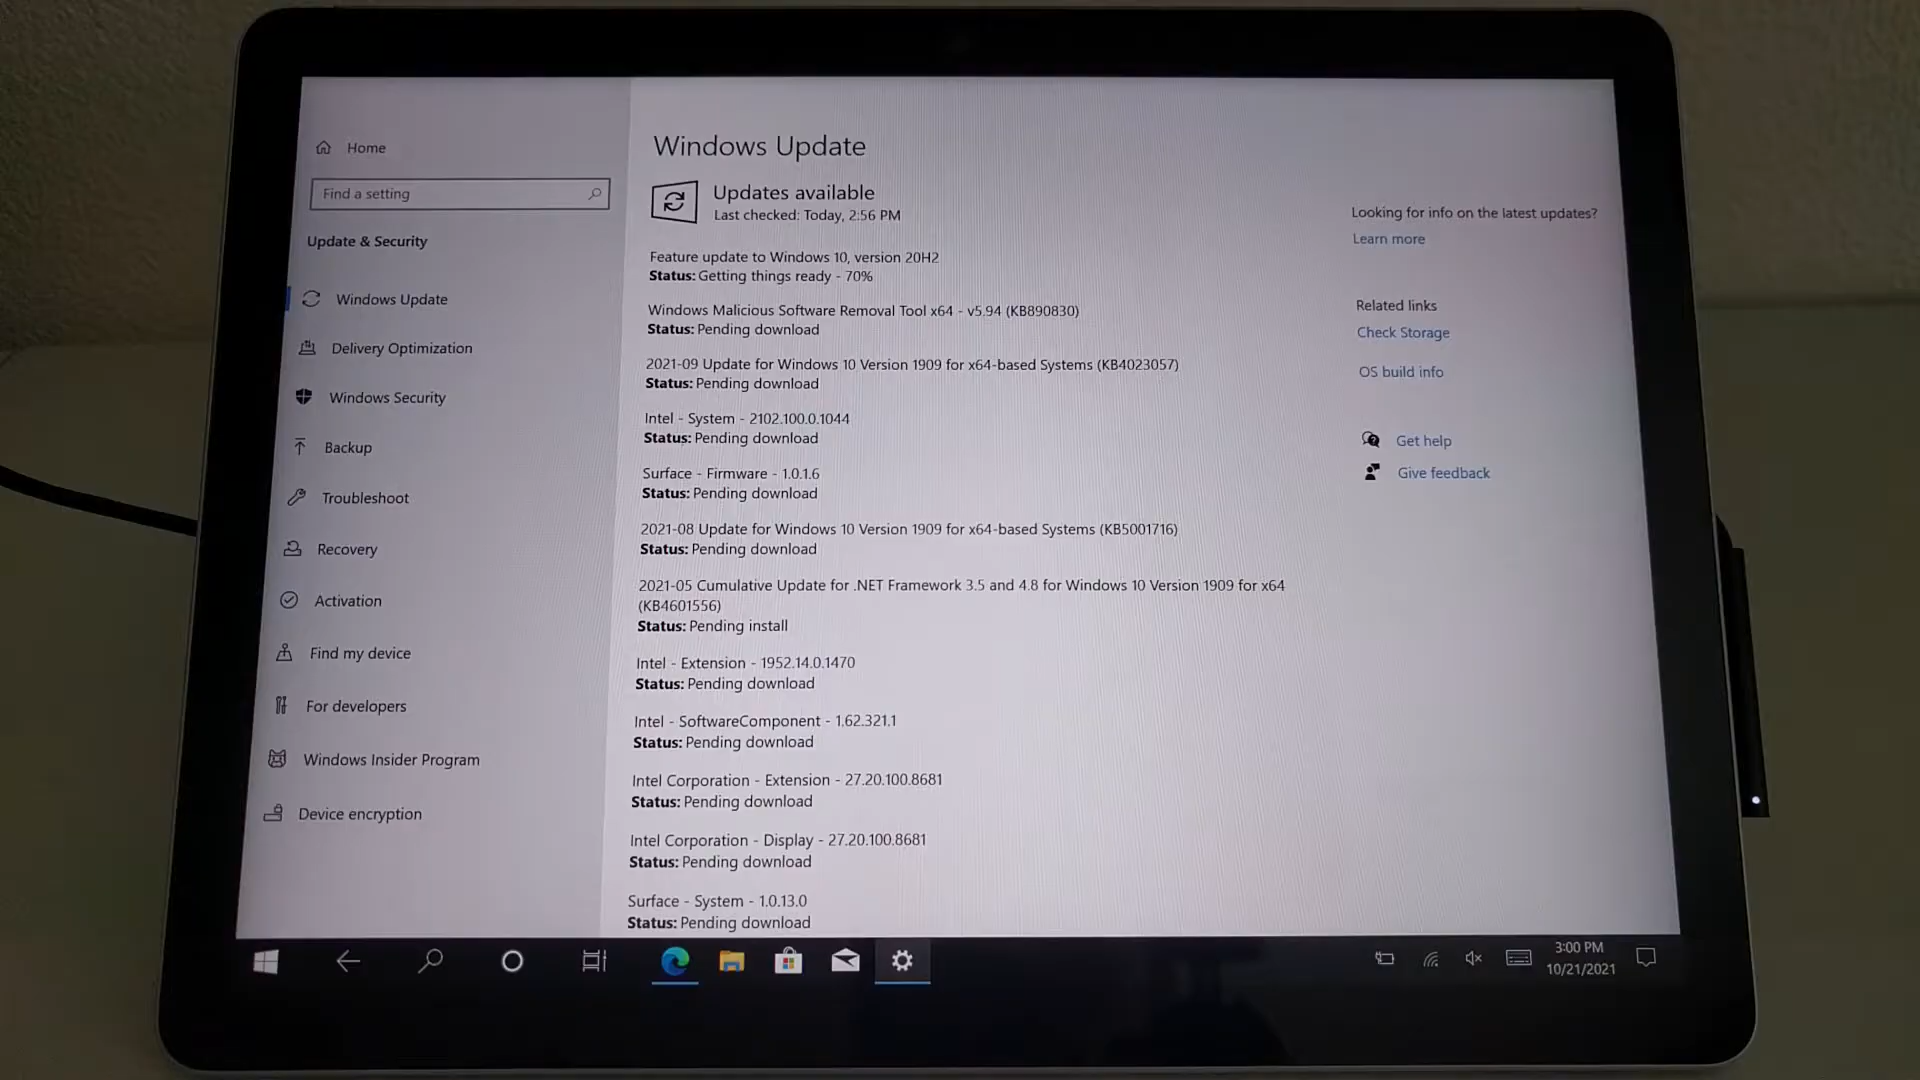 Home
Find a setting
Update & Security
Windows Update
Delivery Optimization
Windows Security
Backup
Troubleshoot
Recovery
Activation
Find my device
For developers
Windows Insider Program
Device encryption
Windows Update
Updates available
Last checked: Today, 2:56 PM
Feature update to Windows 10, version 20H2
Status: Getting things ready - 70%
Windows Malicious Software Removal Tool x64 - v5.94 (KB890830)
Status: Pending download
2021-09 Update for Windows 10 Version 1909 for x64-based Systems (KB4023057)
Status: Pending download
Intel - System - 2102.100.0.1044
Status: Pending download
Surface - Firmware - 1.0.1.6
Status: Pending download
2021-08 Update for Windows 10 Version 1909 for x64-based Systems (KB5001716)
Status: Pending download
2021-05 Cumulative Update for .NET Framework 3.5 and 4.8 for Windows 10 Version 1909 for x64
(KB4601556)
Status: Pending install
Intel - Extension - 1952.14.0.1470
Status: Pending download
Intel - SoftwareComponent - 1.62.321.1
Status: Pending download
Intel Corporation - Extension - 27.20.100.8681
Status: Pending download
Intel Corporation - Display - 27.20.100.8681
Status: Pending download
Surface - System - 1.0.13.0
Status: Pending download
Looking for info on the latest updates?
Learn more
Related links
Check Storage
OS build info
Get help
Give feedback
3:00 PM
10/21/2021